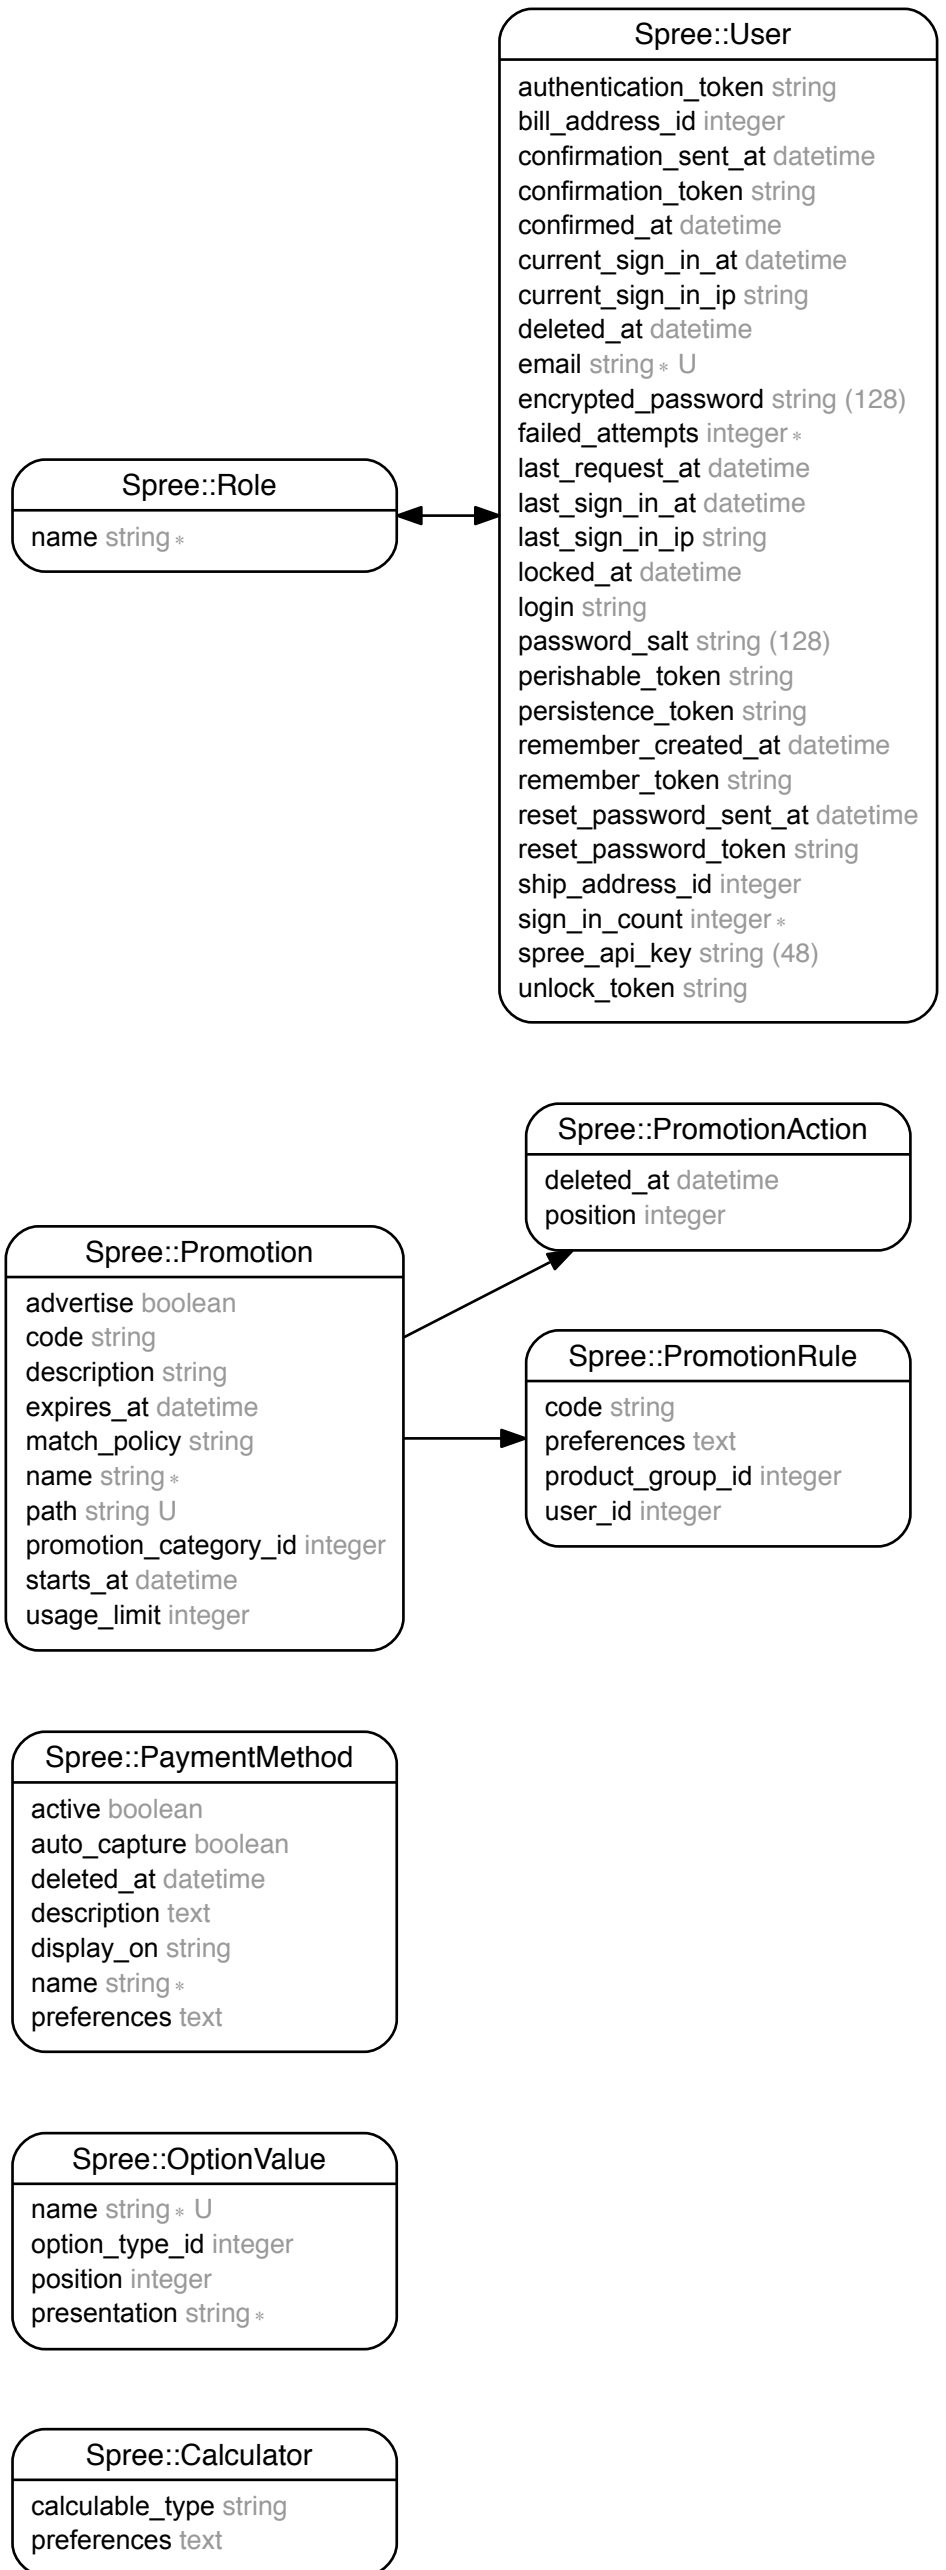 Spree::User
authentication_token string
bill_address_id integer
confirmation_sent_at datetime
confirmation_token string
confirmed_at datetime
current_sign_in_at datetime
current_sign_in_ip string
deleted_at datetime
email string∗ U
encrypted_password string (128)
failed_attempts integer∗
last_request_at datetime
last_sign_in_at datetime
last_sign_in_ip string
locked_at datetime
login string
password_salt string (128)
perishable_token string
persistence_token string
remember_created_at datetime
remember_token string
reset_password_sent_at datetime
reset_password_token string
ship_address_id integer
sign_in_count integer∗
spree_api_key string (48)
unlock_token string
Spree::Role
name string∗
Spree::PromotionAction
deleted_at datetime
position integer
Spree::Promotion
advertise boolean
code string
description string
expires_at datetime
match_policy string
name string∗
path string U
promotion_category_id integer
starts_at datetime
usage_limit integer
Spree::PromotionRule
code string
preferences text
product_group_id integer
user_id integer
Spree::PaymentMethod
active boolean
auto_capture boolean
deleted_at datetime
description text
display_on string
name string∗
preferences text
Spree::OptionValue
name string∗ U
option_type_id integer
position integer
presentation string∗
Spree::Calculator
calculable_type string
preferences text